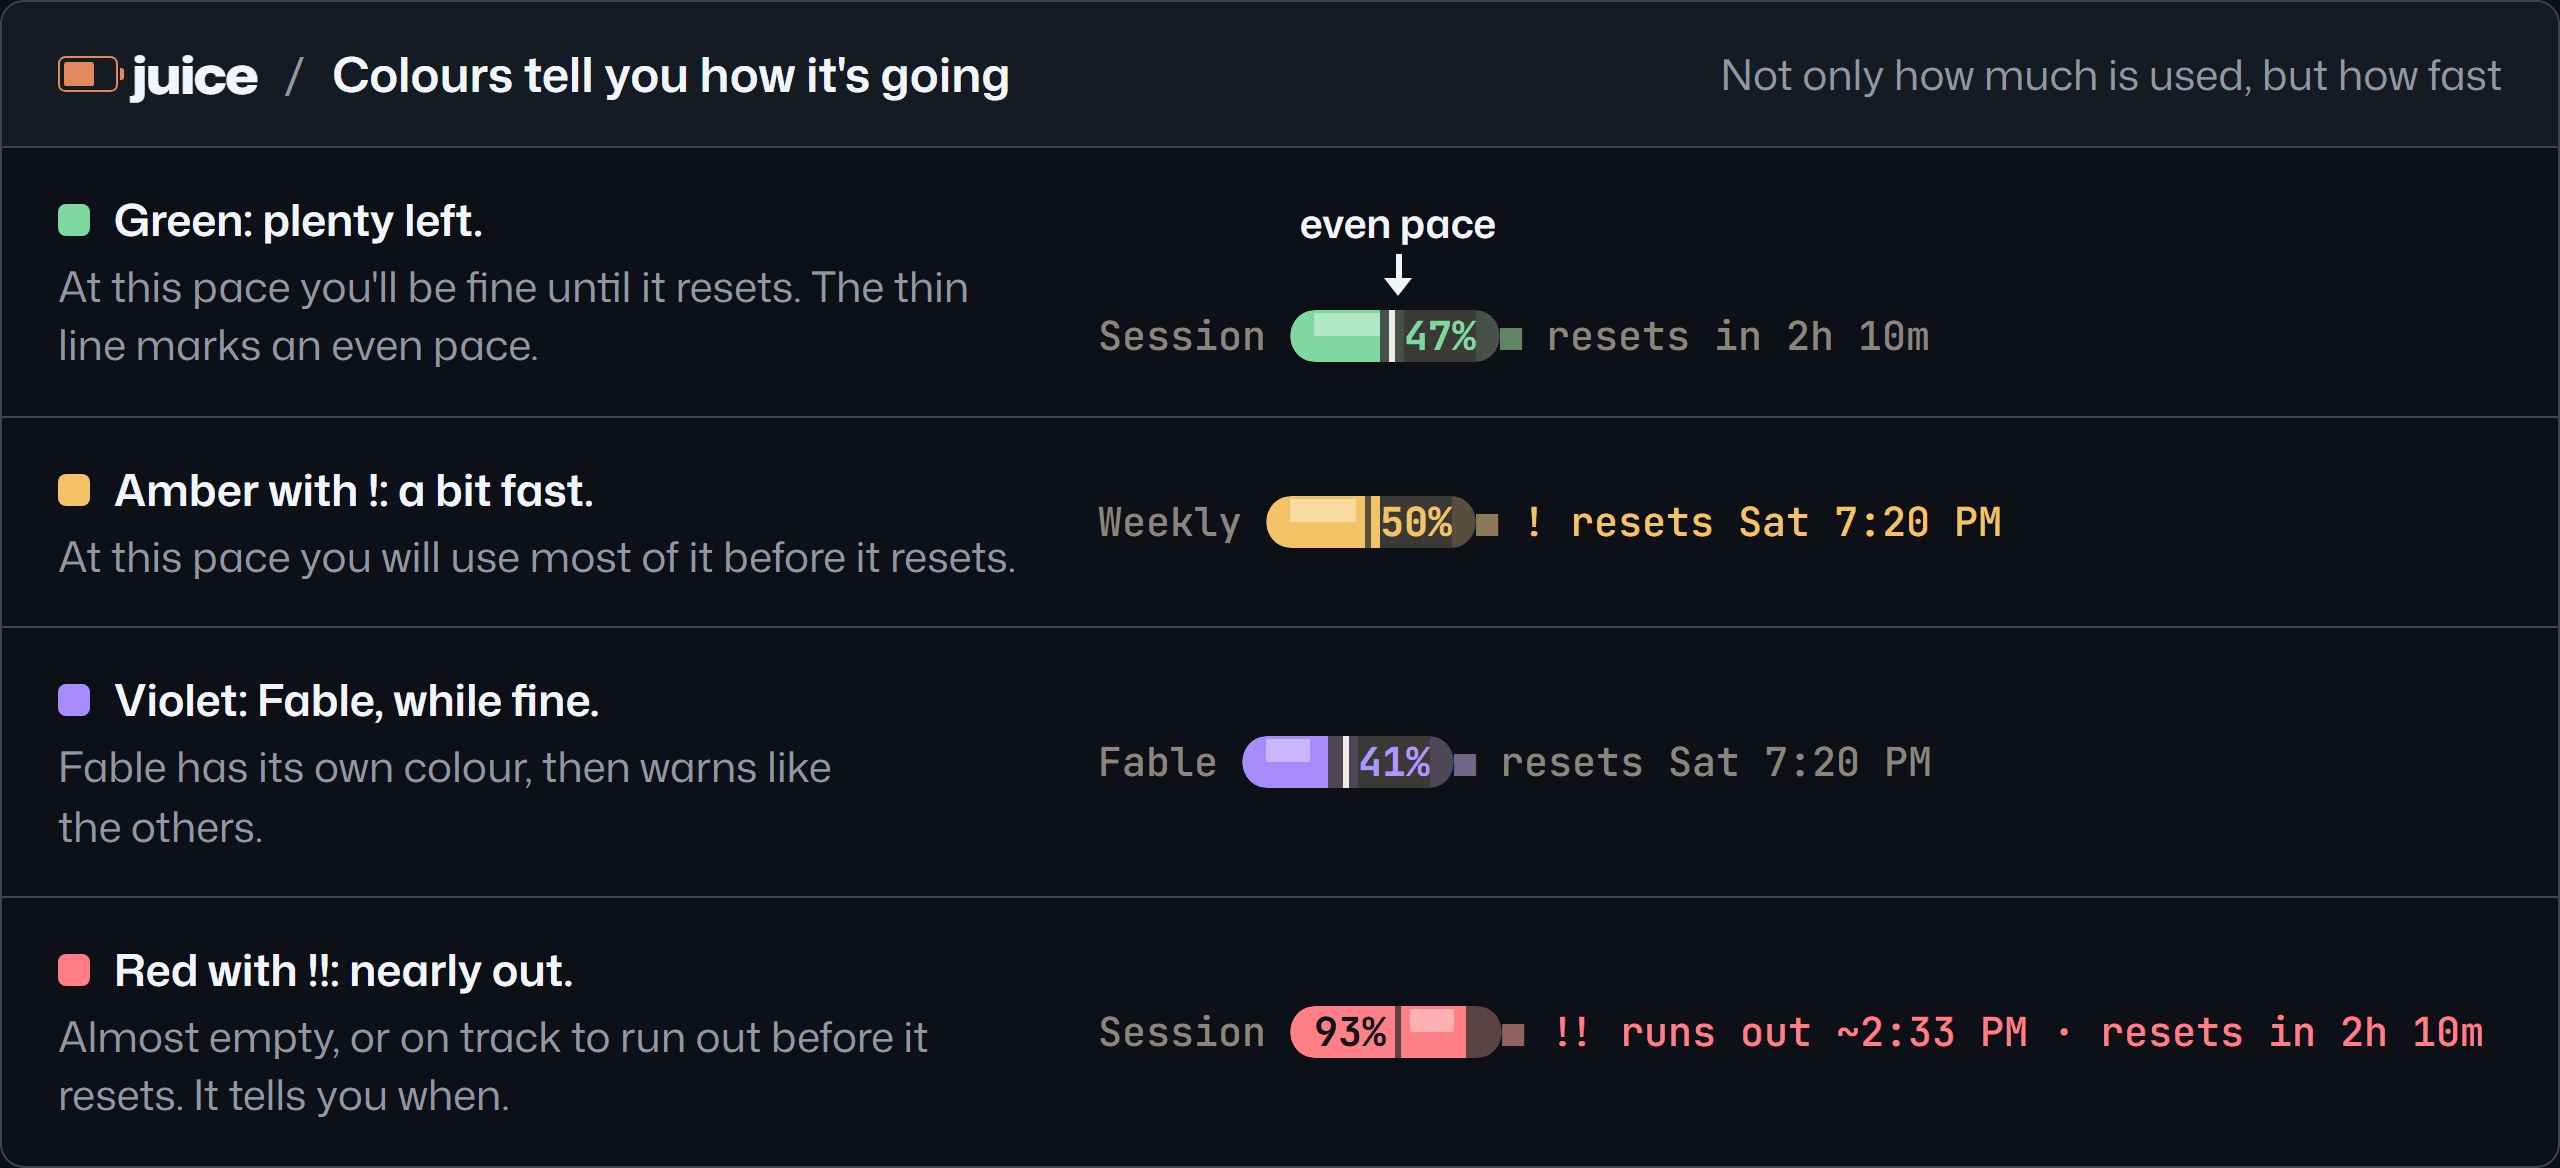 juice / Colours tell you how it's going
Not only how much is used, but how fast
Green: plenty left.
At this pace you'll be fine until it resets. The thin
line marks an even pace.
even pace
Session 47% resets in 2h 10m
Amber with !: a bit fast.
At this pace you will use most of it before it resets.
Weekly 50% ! resets Sat 7:20 PM
Violet: Fable, while fine.
Fable has its own colour, then warns like
the others.
Fable 41% resets Sat 7:20 PM
Red with !!: nearly out.
Almost empty, or on track to run out before it
resets. It tells you when.
Session 93% !! runs out ~2:33 PM · resets in 2h 10m